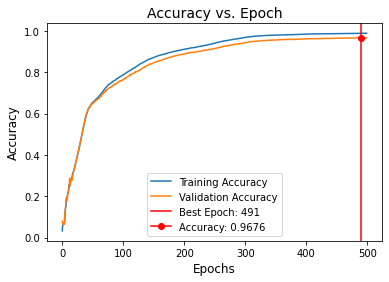 Accuracy vs. Epoch
1.0
0.8
0.6
0.4
0.2
0.0
Accuracy
Training Accuracy
Validation Accuracy
Best Epoch: 491
Accuracy: 0.9676
0 100 200 300 400 500
Epochs